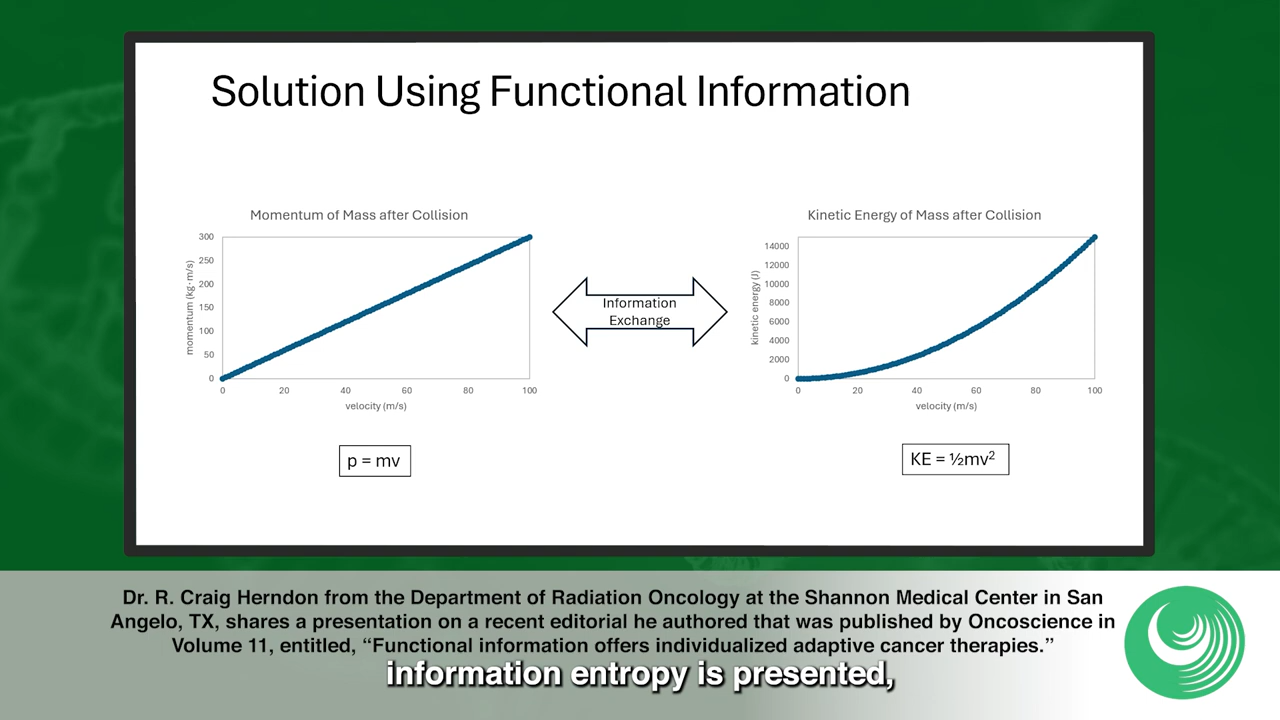 Solution Using Functional Information
Momentum of Mass after Collision
300
250
200
150
100
50
0
momentum (kg·m/s)
0 20 40 60 80 100
velocity (m/s)
p = mv
Information
Exchange
Kinetic Energy of Mass after Collision
14000
12000
10000
8000
6000
4000
2000
0
kinetic energy (J)
0 20 40 60 80 100
velocity (m/s)
KE = ½mv²
Dr. R. Craig Herndon from the Department of Radiation Oncology at the Shannon Medical Center in San
Angelo, TX, shares a presentation on a recent editorial he authored that was published by Oncoscience in
Volume 11, entitled, “Functional information offers individualized adaptive cancer therapies.”
information entropy is presented,